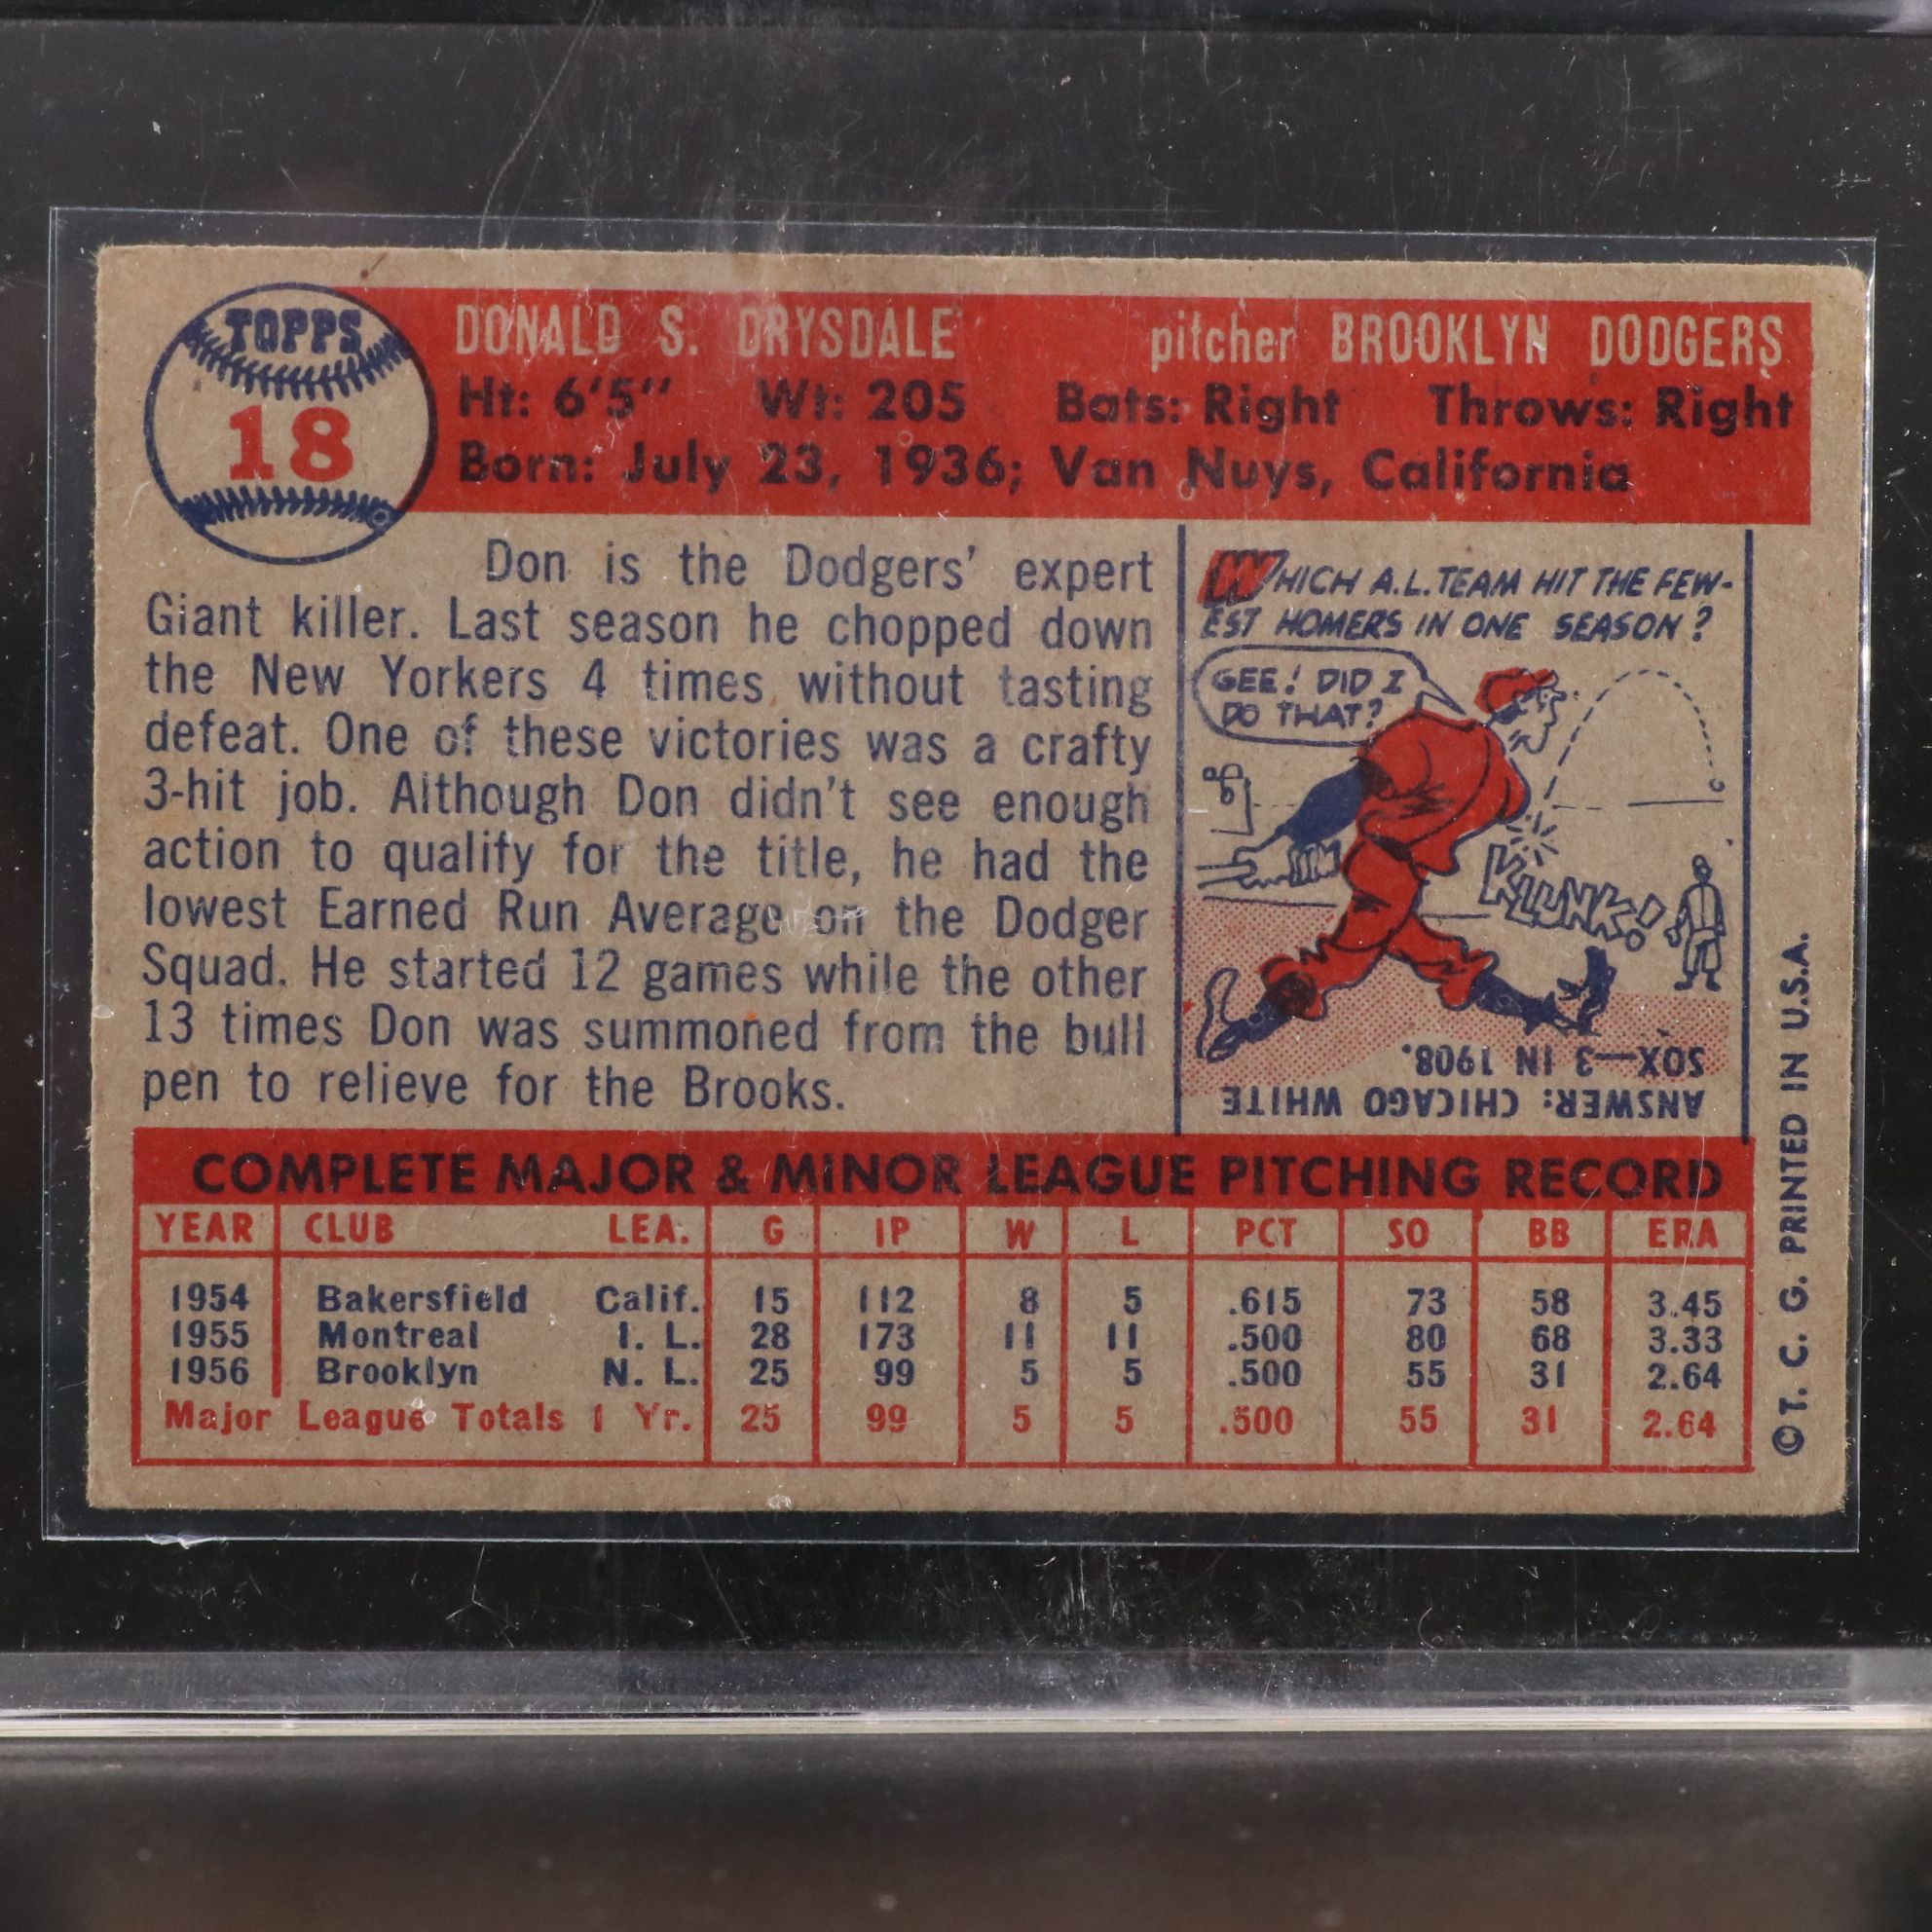 TOPPS
18
DONALD S. DRYSDALE pitcher BROOKLYN DODGERS
Ht: 6'5" Wt: 205 Bats: Right Throws: Right
Born: July 23, 1936; Van Nuys, California
Don is the Dodgers' expert
Giant killer. Last season he chopped down
the New Yorkers 4 times without tasting
defeat. One of these victories was a crafty
3-hit job. Although Don didn't see enough
action to qualify for the title, he had the
lowest Earned Run Average on the Dodger
Squad. He started 12 games while the other
13 times Don was summoned from the bull
pen to relieve for the Brooks.
WHICH A.L. TEAM HIT THE FEW-
EST HOMERS IN ONE SEASON?
GEE! DID I
DO THAT?
KLUNK!
ANSWER: CHICAGO WHITE
SOX—3 IN 1908.
COMPLETE MAJOR & MINOR LEAGUE PITCHING RECORD
YEAR CLUB LEA. G IP W L PCT SO BB ERA
1954 Bakersfield Calif. 15 112 8 5 .615 73 58 3.45
1955 Montreal I. L. 28 173 11 11 .500 80 68 3.33
1956 Brooklyn N. L. 25 99 5 5 .500 55 31 2.64
Major League Totals 1 Yr. 25 99 5 5 .500 55 31 2.64
© T. C. G. PRINTED IN U.S.A.